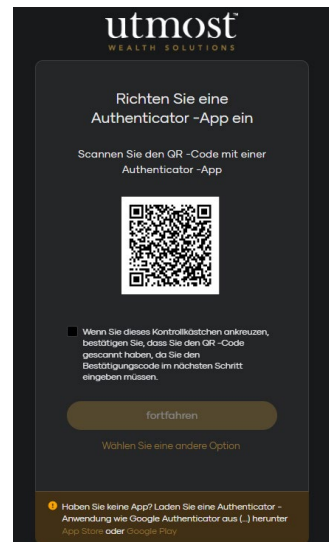 utmost
WEALTH SOLUTIONS
Richten Sie eine
Authenticator -App ein
Scannen Sie den QR -Code mit einer
Authenticator -App
Wenn Sie dieses Kontrollkästchen ankreuzen,
bestätigen Sie, dass Sie den QR -Code
gescannt haben, da Sie den
Bestätigungscode im nächsten Schritt
eingeben müssen.
fortfahren
Wählen Sie eine andere Option
Haben Sie keine App? Laden Sie eine Authenticator -
Anwendung wie Google Authenticator aus (...) herunter
App Store oder Google Play